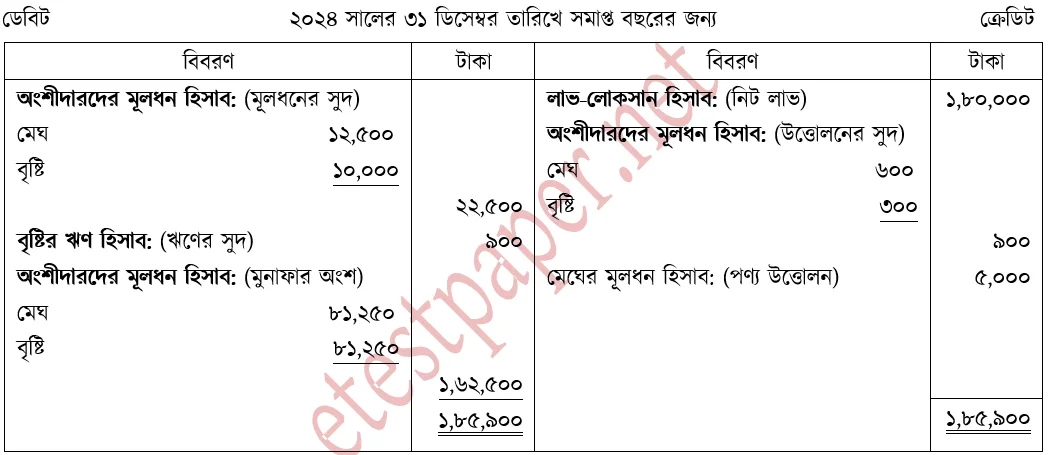 ডেবিট ২০২৪ সালের ৩১ ডিসেম্বর তারিখে সমাপ্ত বছরের জন্য ক্রেডিট
বিবরণ টাকা বিবরণ টাকা
অংশীদারদের মূলধন হিসাব: (মূলধনের সুদ) লাভ-লোকসান হিসাব: (নিট লাভ) ১,৮০,০০০
মেঘ ১২,৫০০ অংশীদারদের মূলধন হিসাব: (উত্তোলনের সুদ)
বৃষ্টি ১০,০০০ মেঘ ৬০০
২২,৫০০ বৃষ্টি ৩০০
বৃষ্টির ঋণ হিসাব: (ঋণের সুদ) ৯০০ ৯০০
অংশীদারদের মূলধন হিসাব: (মুনাফার অংশ) মেঘের মূলধন হিসাব: (পণ্য উত্তোলন) ৫,০০০
মেঘ ৮১,২৫০
বৃষ্টি ৮১,২৫০
১,৬২,৫০০
১,৮৫,৯০০ ১,৮৫,৯০০
etestpaper.net